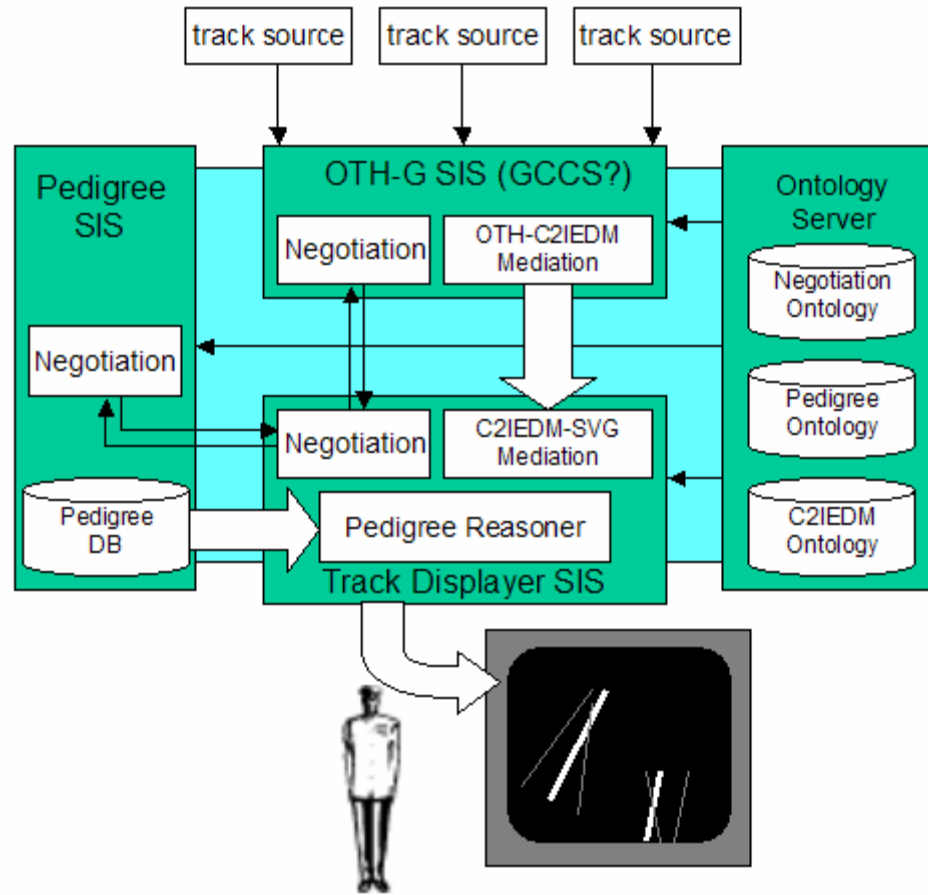 track source
track source
track source
Pedigree
SIS
OTH-G SIS (GCCS?)
Ontology
Server
Negotiation
OTH-C2IEDM
Mediation
Negotiation
Ontology
Negotiation
Pedigree
Ontology
Negotiation
C2IEDM-SVG
Mediation
Pedigree
DB
Pedigree Reasoner
C2IEDM
Ontology
Track Displayer SIS